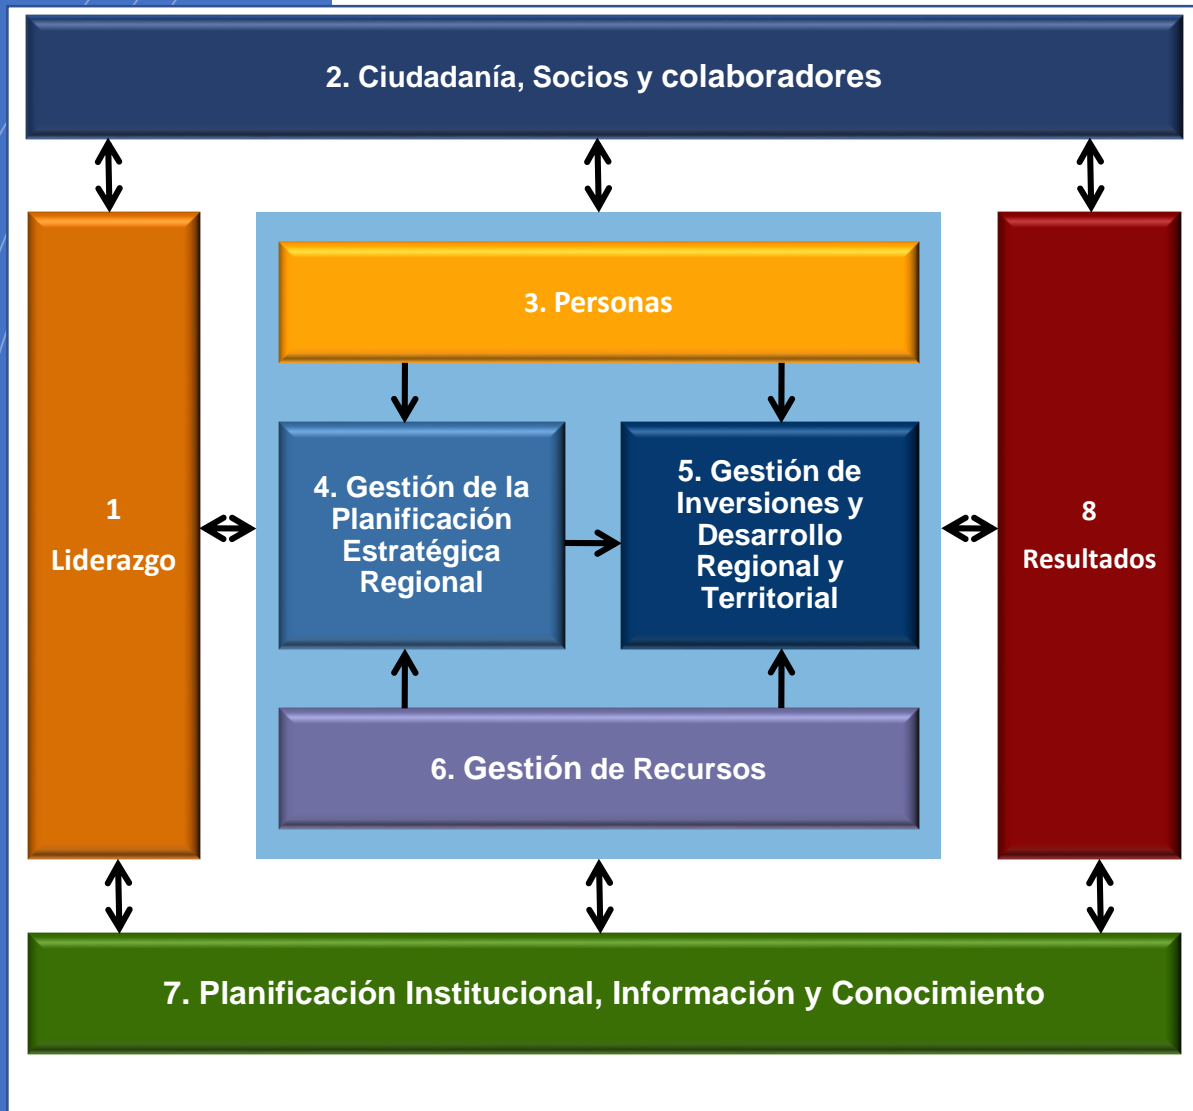 2. Ciudadanía, Socios y colaboradores
1
Liderazgo
3. Personas
4. Gestión de la
Planificación
Estratégica
Regional
5. Gestión de
Inversiones y
Desarrollo
Regional y
Territorial
6. Gestión de Recursos
8
Resultados
7. Planificación Institucional, Información y Conocimiento